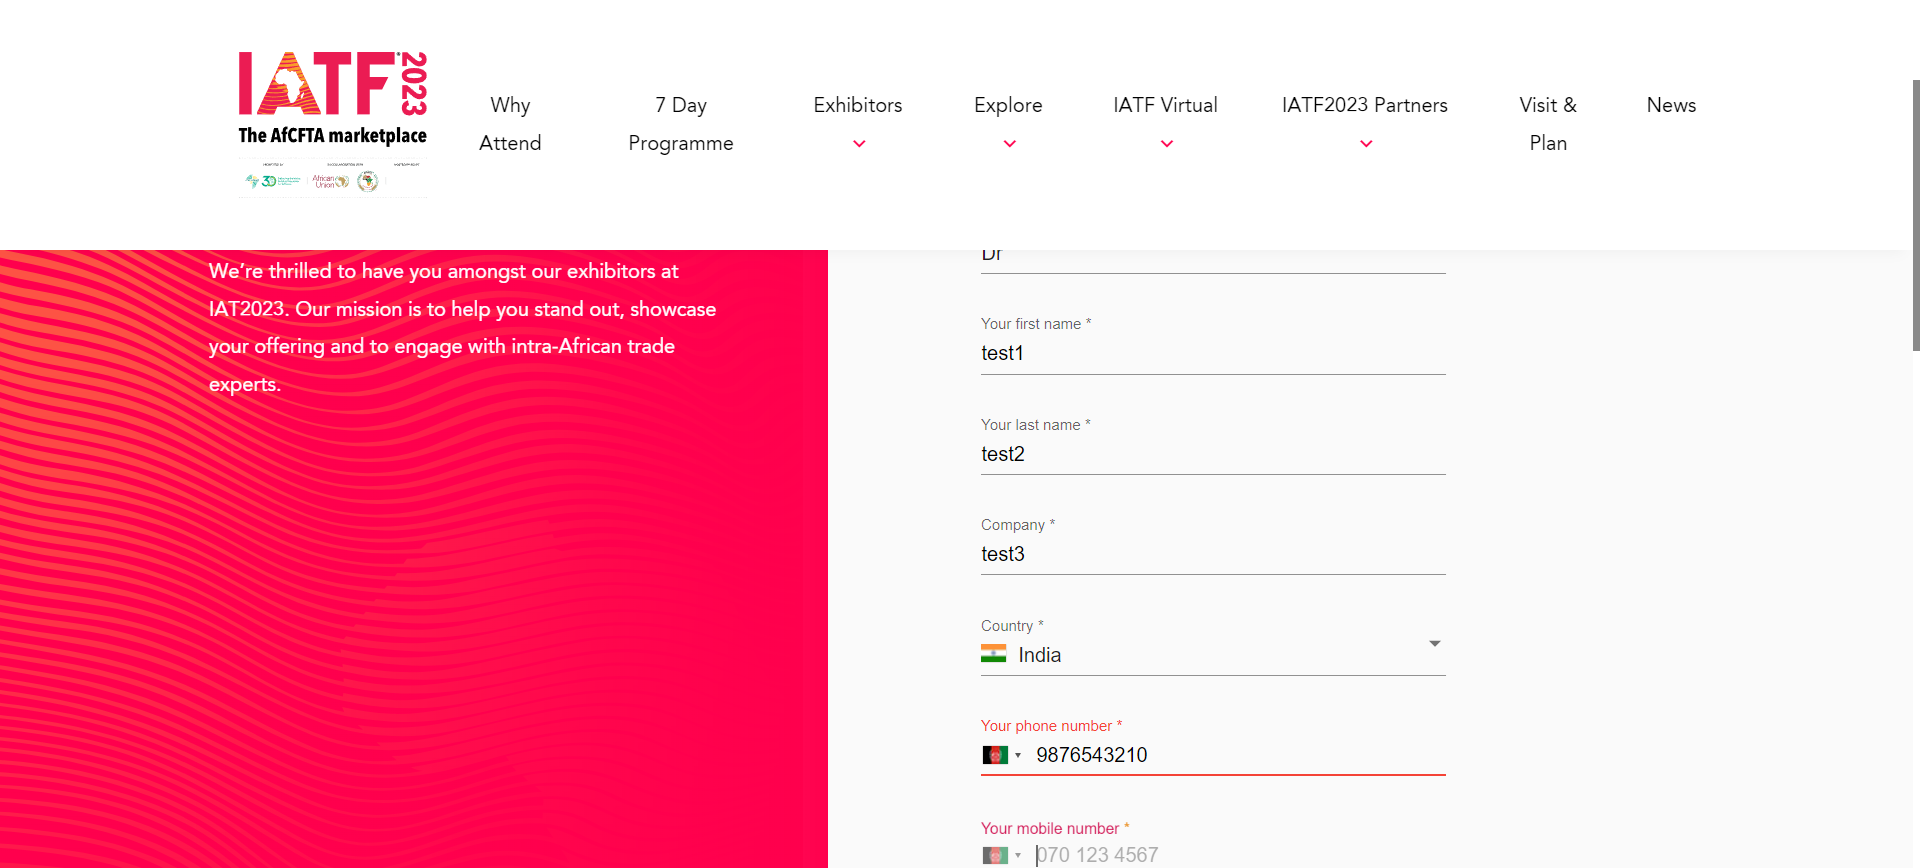 IATF 2023
The AfCFTA marketplace
African
Union
Why
Attend
7 Day
Programme
Exhibitors
Explore
IATF Virtual
IATF2023 Partners
Visit &
Plan
News
We’re thrilled to have you amongst our exhibitors at
IAT2023. Our mission is to help you stand out, showcase
your offering and to engage with intra-African trade
experts.
Dr
Your first name *
test1
Your last name *
test2
Company *
test3
Country *
India
Your phone number *
9876543210
Your mobile number *
070 123 4567